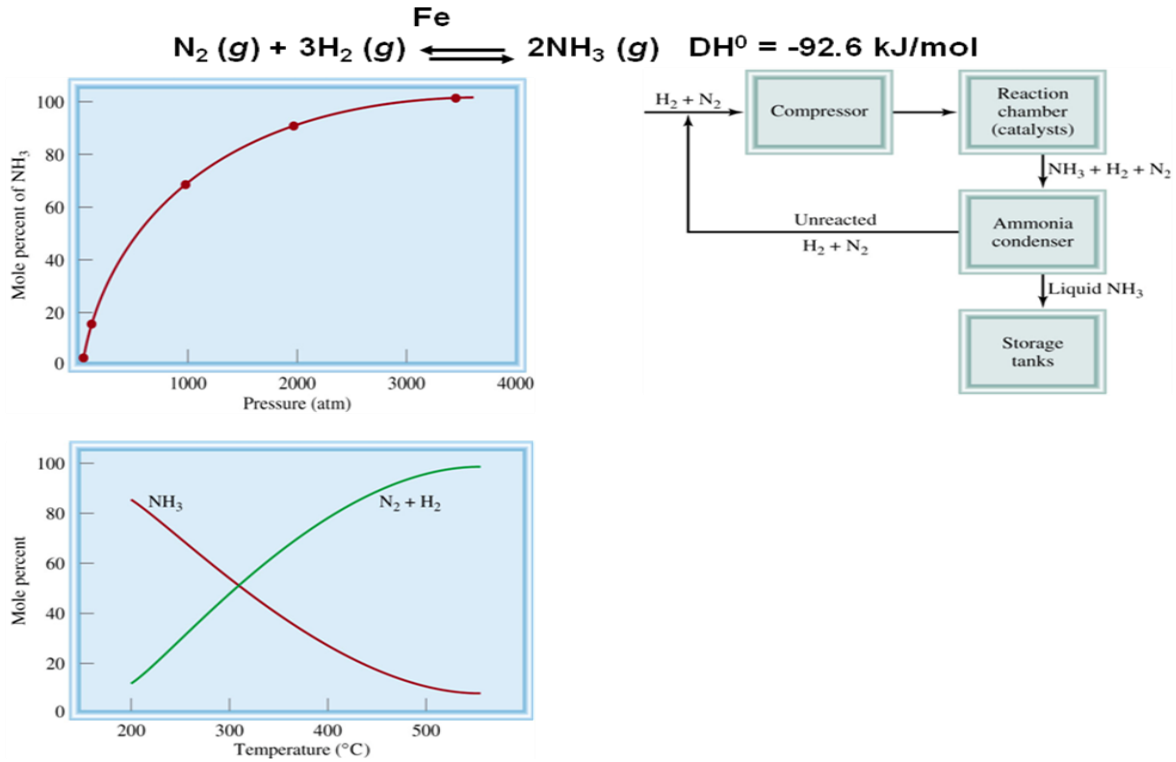 Fe
N₂ (g) + 3H₂ (g) ⇌ 2NH₃ (g) DH⁰ = -92.6 kJ/mol
Mole percent of NH₃
100
80
60
40
20
0
1000 2000 3000 4000
Pressure (atm)
H₂ + N₂
Compressor
Reaction
chamber
(catalysts)
NH₃ + H₂ + N₂
Unreacted
H₂ + N₂
Ammonia
condenser
Liquid NH₃
Storage
tanks
Mole percent
100
80
60
40
20
0
NH₃
N₂ + H₂
200 300 400 500
Temperature (°C)